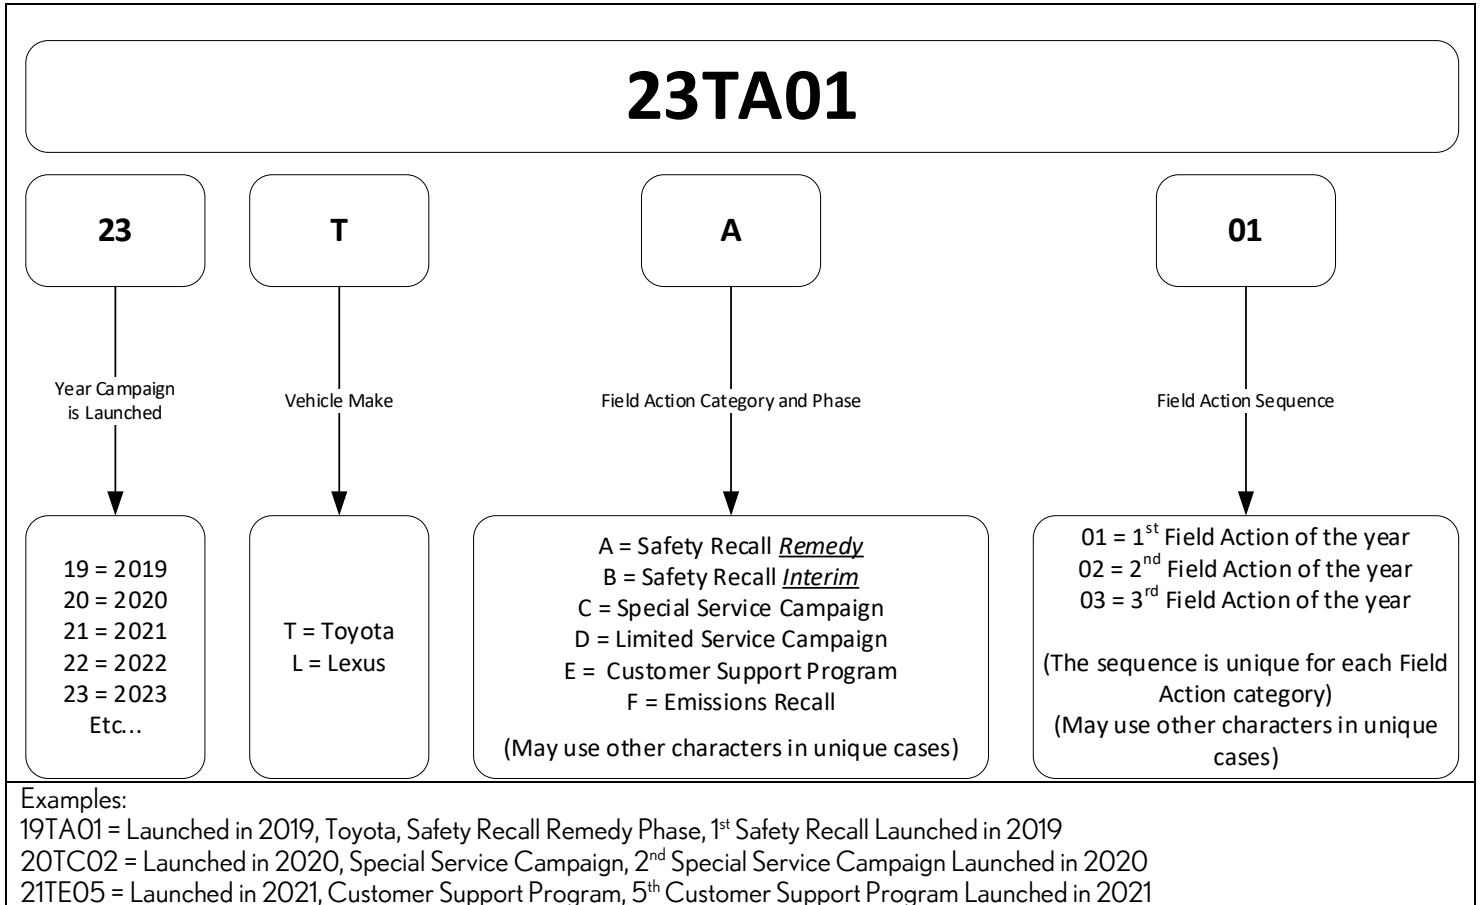 23TA01
23
T
A
01
Year Campaign
is Launched
Vehicle Make
Field Action Category and Phase
Field Action Sequence
19 = 2019
20 = 2020
21 = 2021
22 = 2022
23 = 2023
Etc...
T = Toyota
L = Lexus
A = Safety Recall Remedy
B = Safety Recall Interim
C = Special Service Campaign
D = Limited Service Campaign
E =  Customer Support Program
F = Emissions Recall
(May use other characters in unique cases)
01 = 1st Field Action of the year
02 = 2nd Field Action of the year
03 = 3rd Field Action of the year
(The sequence is unique for each Field
Action category)
(May use other characters in unique
cases)
Examples:
19TA01 = Launched in 2019, Toyota, Safety Recall Remedy Phase, 1st Safety Recall Launched in 2019
20TC02 = Launched in 2020, Special Service Campaign, 2nd Special Service Campaign Launched in 2020
21TE05 = Launched in 2021, Customer Support Program, 5th Customer Support Program Launched in 2021